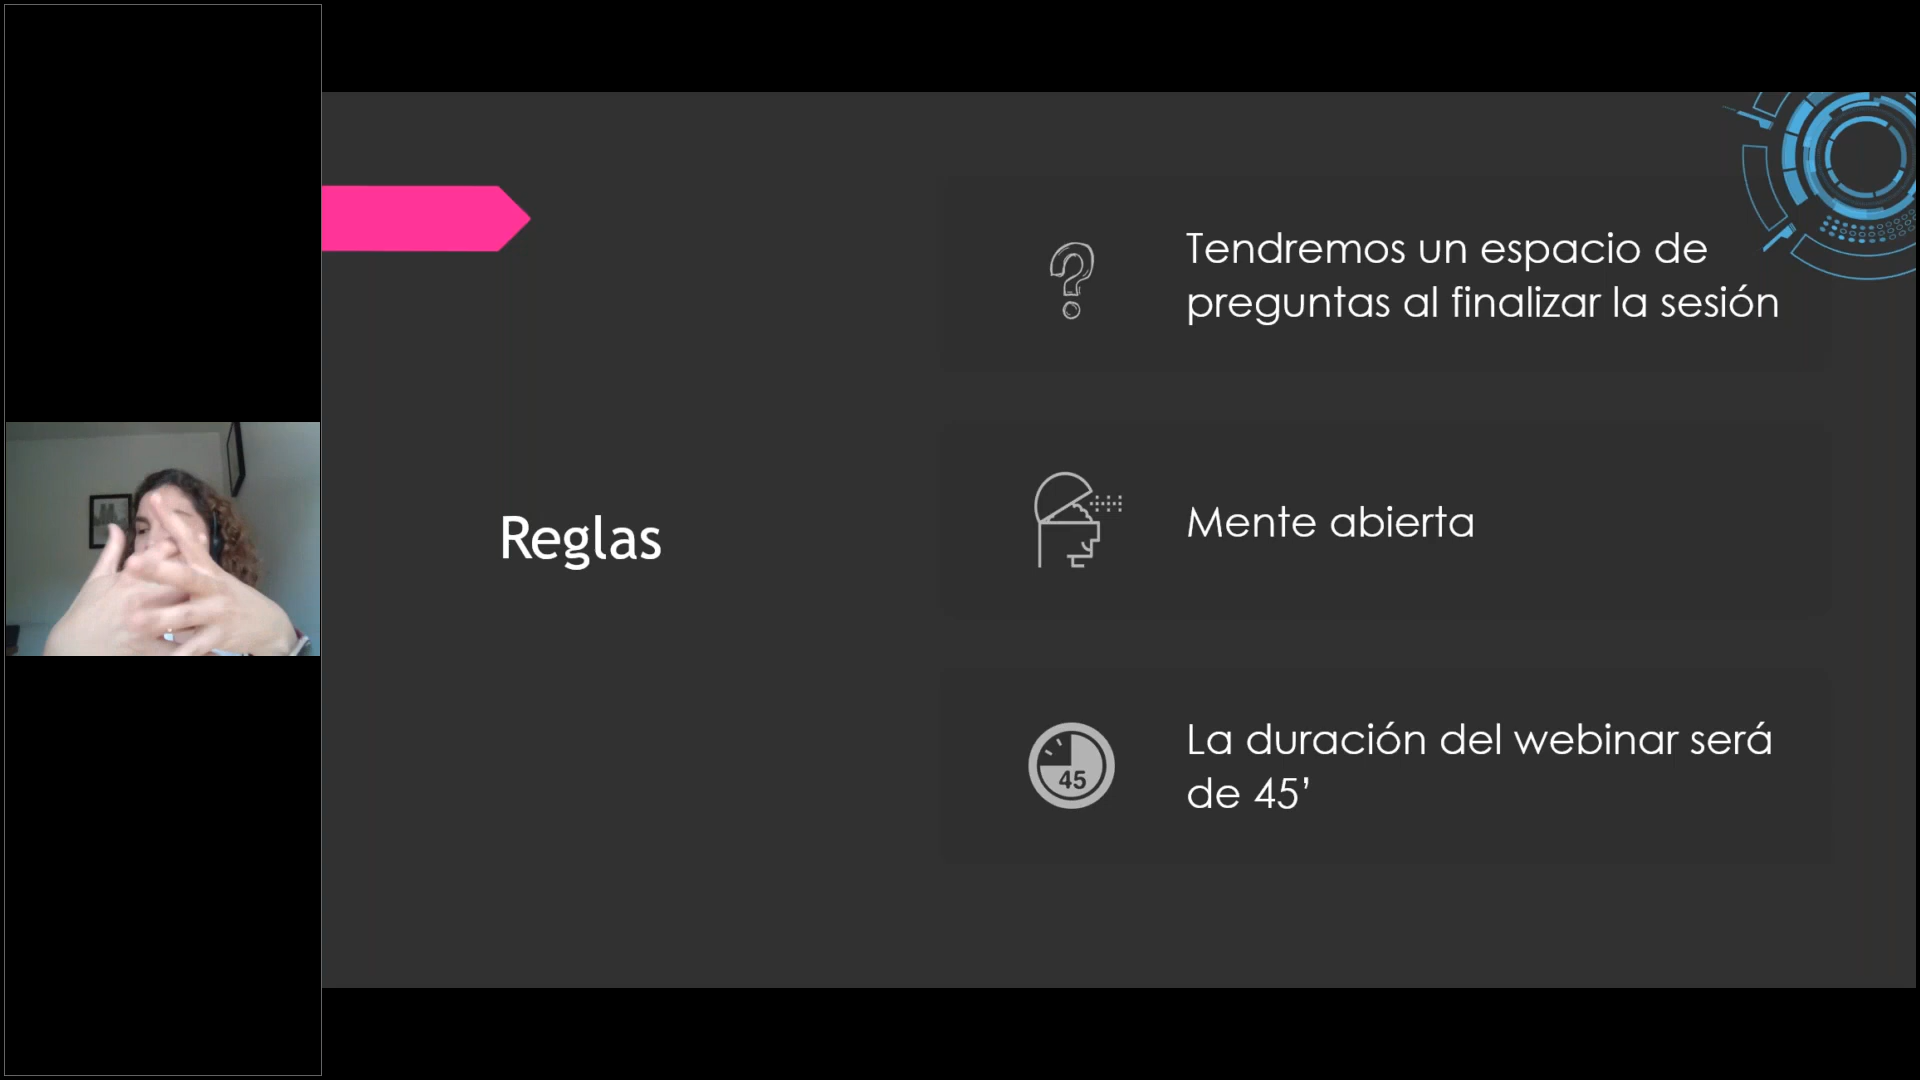 Reglas
Tendremos un espacio de
preguntas al finalizar la sesión
Mente abierta
45
La duración del webinar será
de 45’